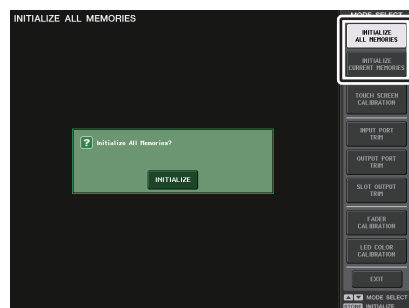 INITIALIZE ALL MEMORIES
MODE SELECT
INITIALIZE
ALL MEMORIES
INITIALIZE
CURRENT MEMORIES
TOUCH SCREEN
CALIBRATION
INPUT PORT
TRIM
OUTPUT PORT
TRIM
SLOT OUTPUT
TRIM
FADER
CALIBRATION
LED COLOR
CALIBRATION
EXIT
MODE SELECT
STORE INITIALIZE
? Initialize All Memories?
INITIALIZE